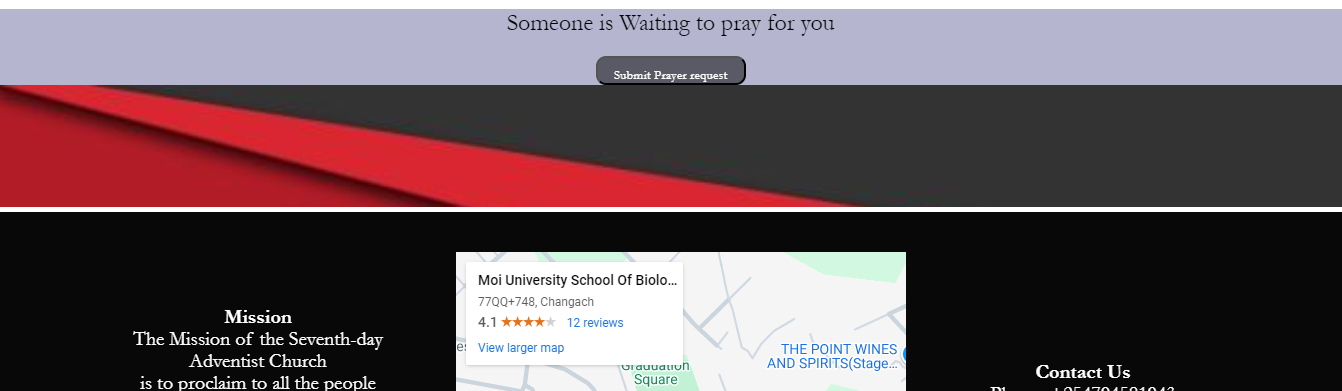 Someone is Waiting to pray for you
Submit Prayer request
Mission
The Mission of the Seventh-day
Adventist Church
is to proclaim to all the people
Moi University School Of Biolo...
77QQ+748, Changach
4.1 ★★★★★ 12 reviews
View larger map
Graduation
Square
THE POINT WINES
AND SPIRITS(Stage...
Contact Us